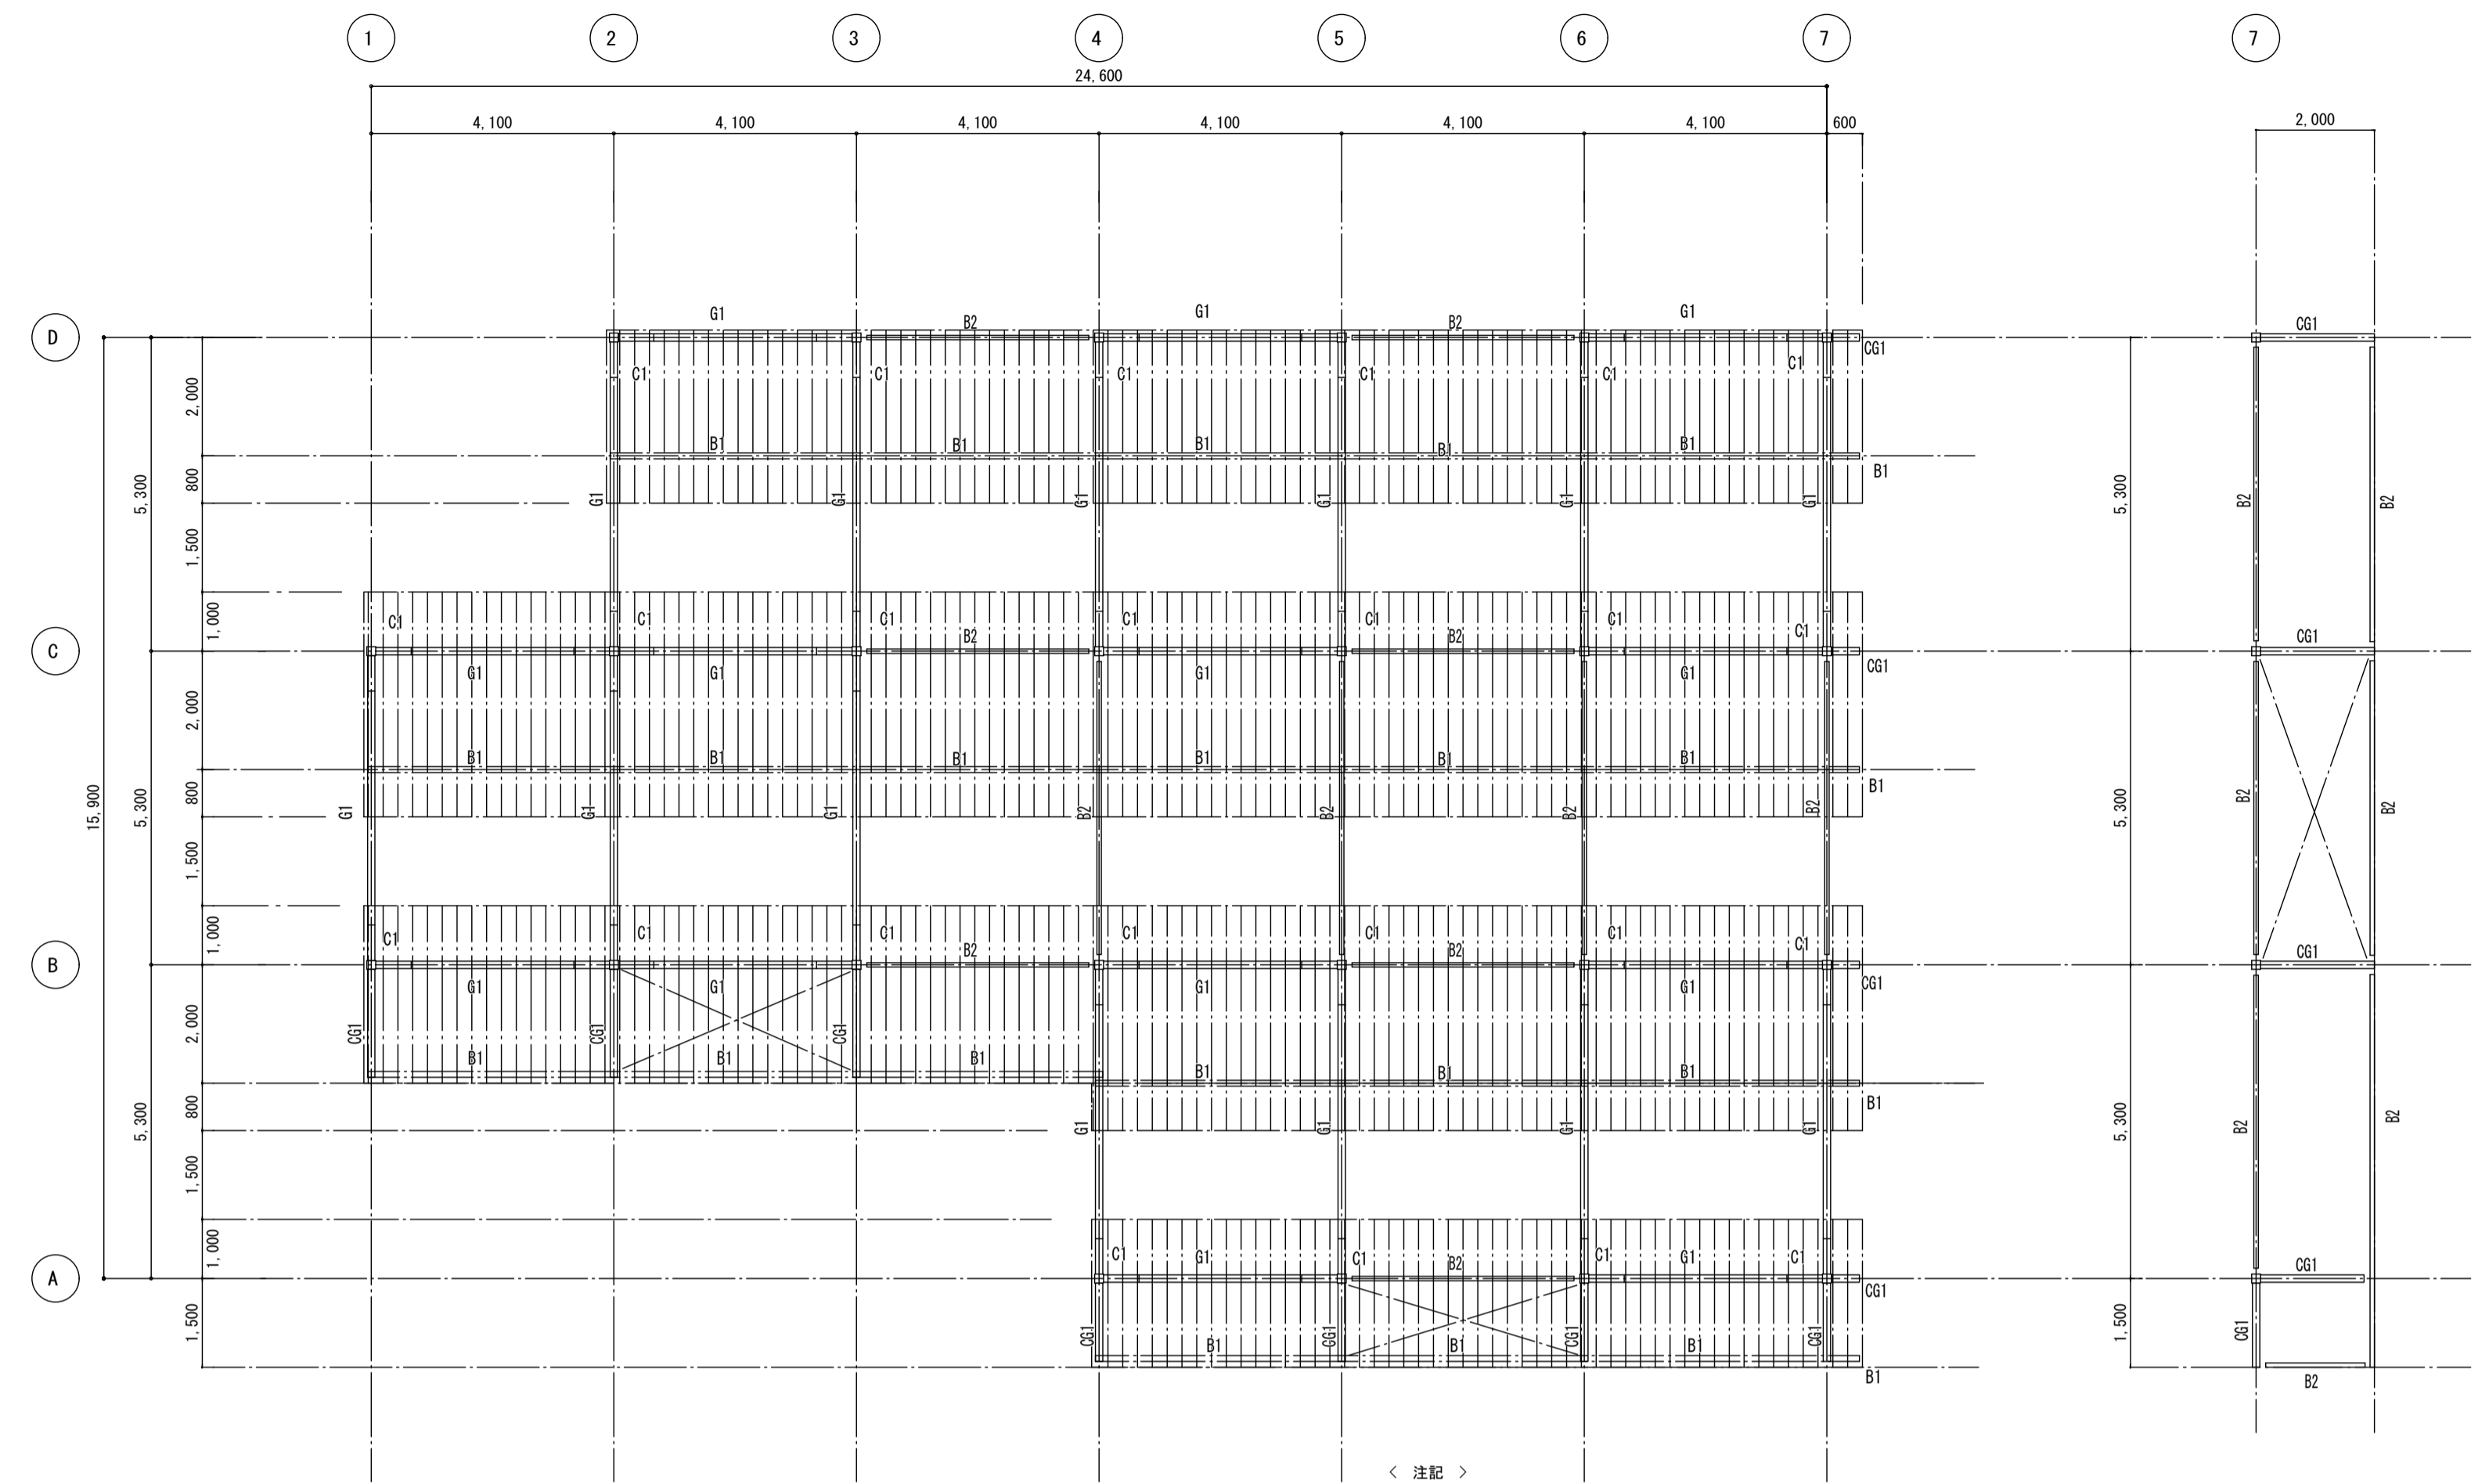 1 2 3 4 5 6 7 7
24,600
2,000
4,100 4,100 4,100 4,100 4,100 4,100 600
G1 B2 G1 B2 G1 CG1
D CG1
C1 C1 C1 C1 C1 C1
2,000
B1 B1 B1 B1 B1 B1
800
5,300 G1 G1 G1 G1 G1 G1 5,300 B2 B2
1,500
1,000
C1 C1 C1 C1 C1 C1 C1
C B2 B2 CG1 CG1
G1 G1 G1 G1
2,000
B1 B1 B1 B1 B1 B1 B1
800
15,900 5,300 G1 G1 G1 B2 B2 B2 B2 5,300 B2 B2
1,500
1,000
C1 C1 C1 C1 C1 C1 C1
B B2 B2 CG1 CG1
G1 G1 G1 G1
2,000
CG1 CG1 CG1
B1 B1 B1 B1 B1 B1
800 B1
5,300 G1 G1 G1 G1 5,300 B2 B2
1,500
1,000
C1 G1 C1 B2 C1 G1 C1 CG1
A CG1
1,500 CG1 CG1 CG1 CG1 1,500 CG1
B1 B1 B1
B1 B2
〈 注記 〉